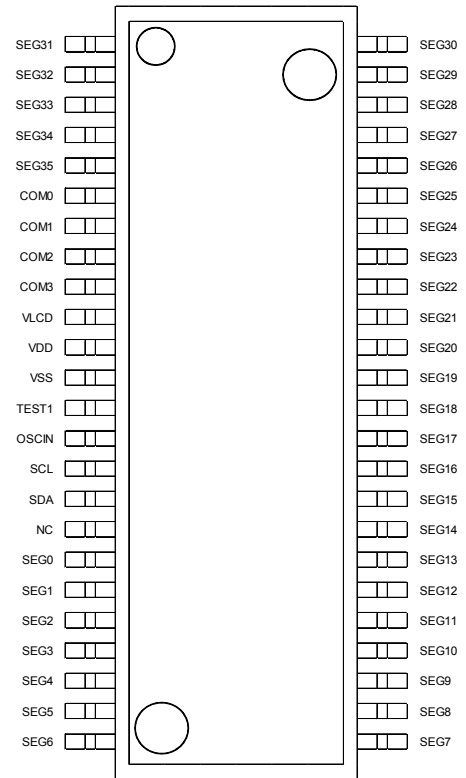 SEG31 SEG30
SEG32 SEG29
SEG33 SEG28
SEG34 SEG27
SEG35 SEG26
COM0 SEG25
COM1 SEG24
COM2 SEG23
COM3 SEG22
VLCD SEG21
VDD SEG20
VSS SEG19
TEST1 SEG18
OSCIN SEG17
SCL SEG16
SDA SEG15
NC SEG14
SEG0 SEG13
SEG1 SEG12
SEG2 SEG11
SEG3 SEG10
SEG4 SEG9
SEG5 SEG8
SEG6 SEG7